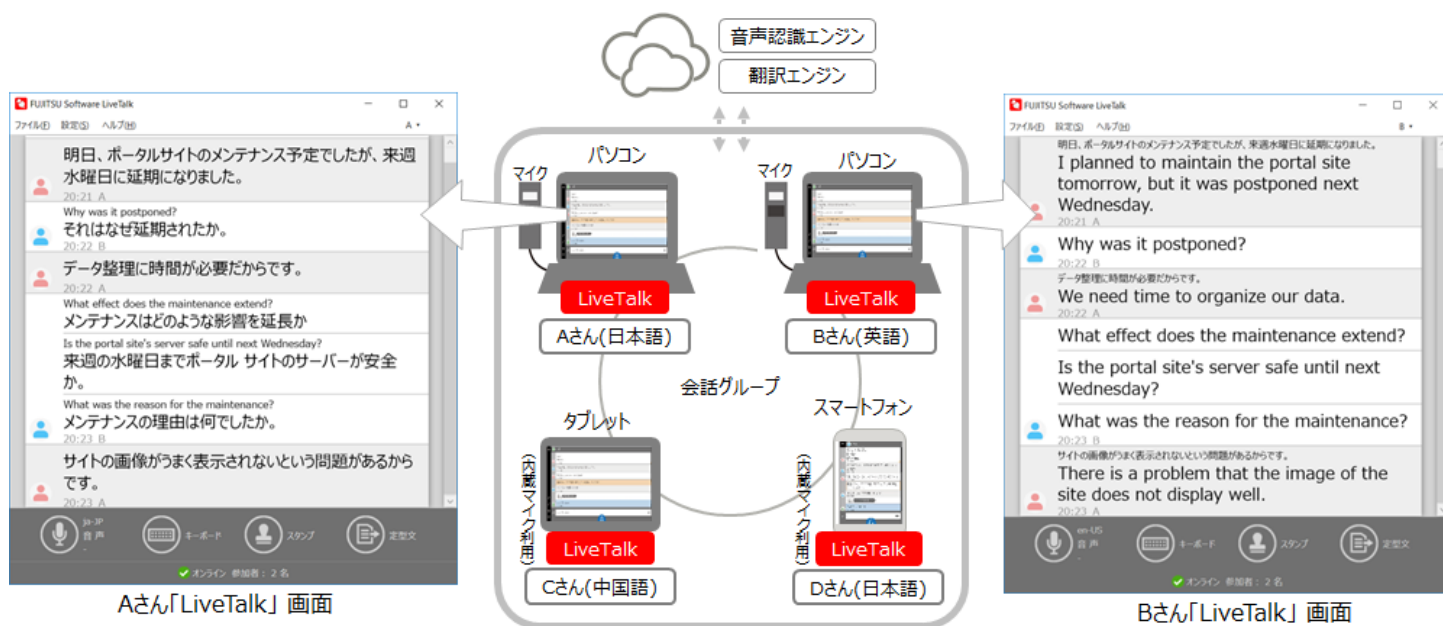 音声認識エンジン
翻訳エンジン
FUJITSU Software LiveTalk
ファイル(F) 設定(S) ヘルプ(H)
A
明日、ポータルサイトのメンテナンス予定でしたが、来週
水曜日に延期になりました。
20:21 A
Why was it postponed?
それはなぜ延期されたか。
20:22 B
データ整理に時間が必要だからです。
20:22 A
What effect does the maintenance extend?
メンテナンスはどのような影響を延長か
Is the portal site's server safe until next Wednesday?
来週の水曜日までポータル サイトのサーバーが安全
か。
What was the reason for the maintenance?
メンテナンスの理由は何でしたか。
20:23 B
サイトの画像がうまく表示されないという問題があるから
です。
20:23 A
ja-JP
音声
-
キーボード
スタンプ
定型文
オンライン 参加者: 2 名
Aさん「LiveTalk」 画面
パソコン
マイク
LiveTalk
Aさん(日本語)
パソコン
マイク
LiveTalk
Bさん(英語)
会話グループ
タブレット
(内蔵マイク利用)
LiveTalk
Cさん(中国語)
スマートフォン
(内蔵マイク利用)
LiveTalk
Dさん(日本語)
FUJITSU Software LiveTalk
ファイル(F) 設定(S) ヘルプ(H)
B
明日、ポータルサイトのメンテナンス予定でしたが、来週水曜日に延期になりました。
I planned to maintain the portal site
tomorrow, but it was postponed next
Wednesday.
20:21 A
Why was it postponed?
20:22 B
データ整理に時間が必要だからです。
We need time to organize our data.
20:22 A
What effect does the maintenance extend?
Is the portal site's server safe until next
Wednesday?
What was the reason for the maintenance?
20:23 B
サイトの画像がうまく表示されないという問題があるからです。
There is a problem that the image of the
site does not display well.
20:23 A
en-US
音声
-
キーボード
スタンプ
定型文
オンライン 参加者: 2 名
Bさん「LiveTalk」 画面